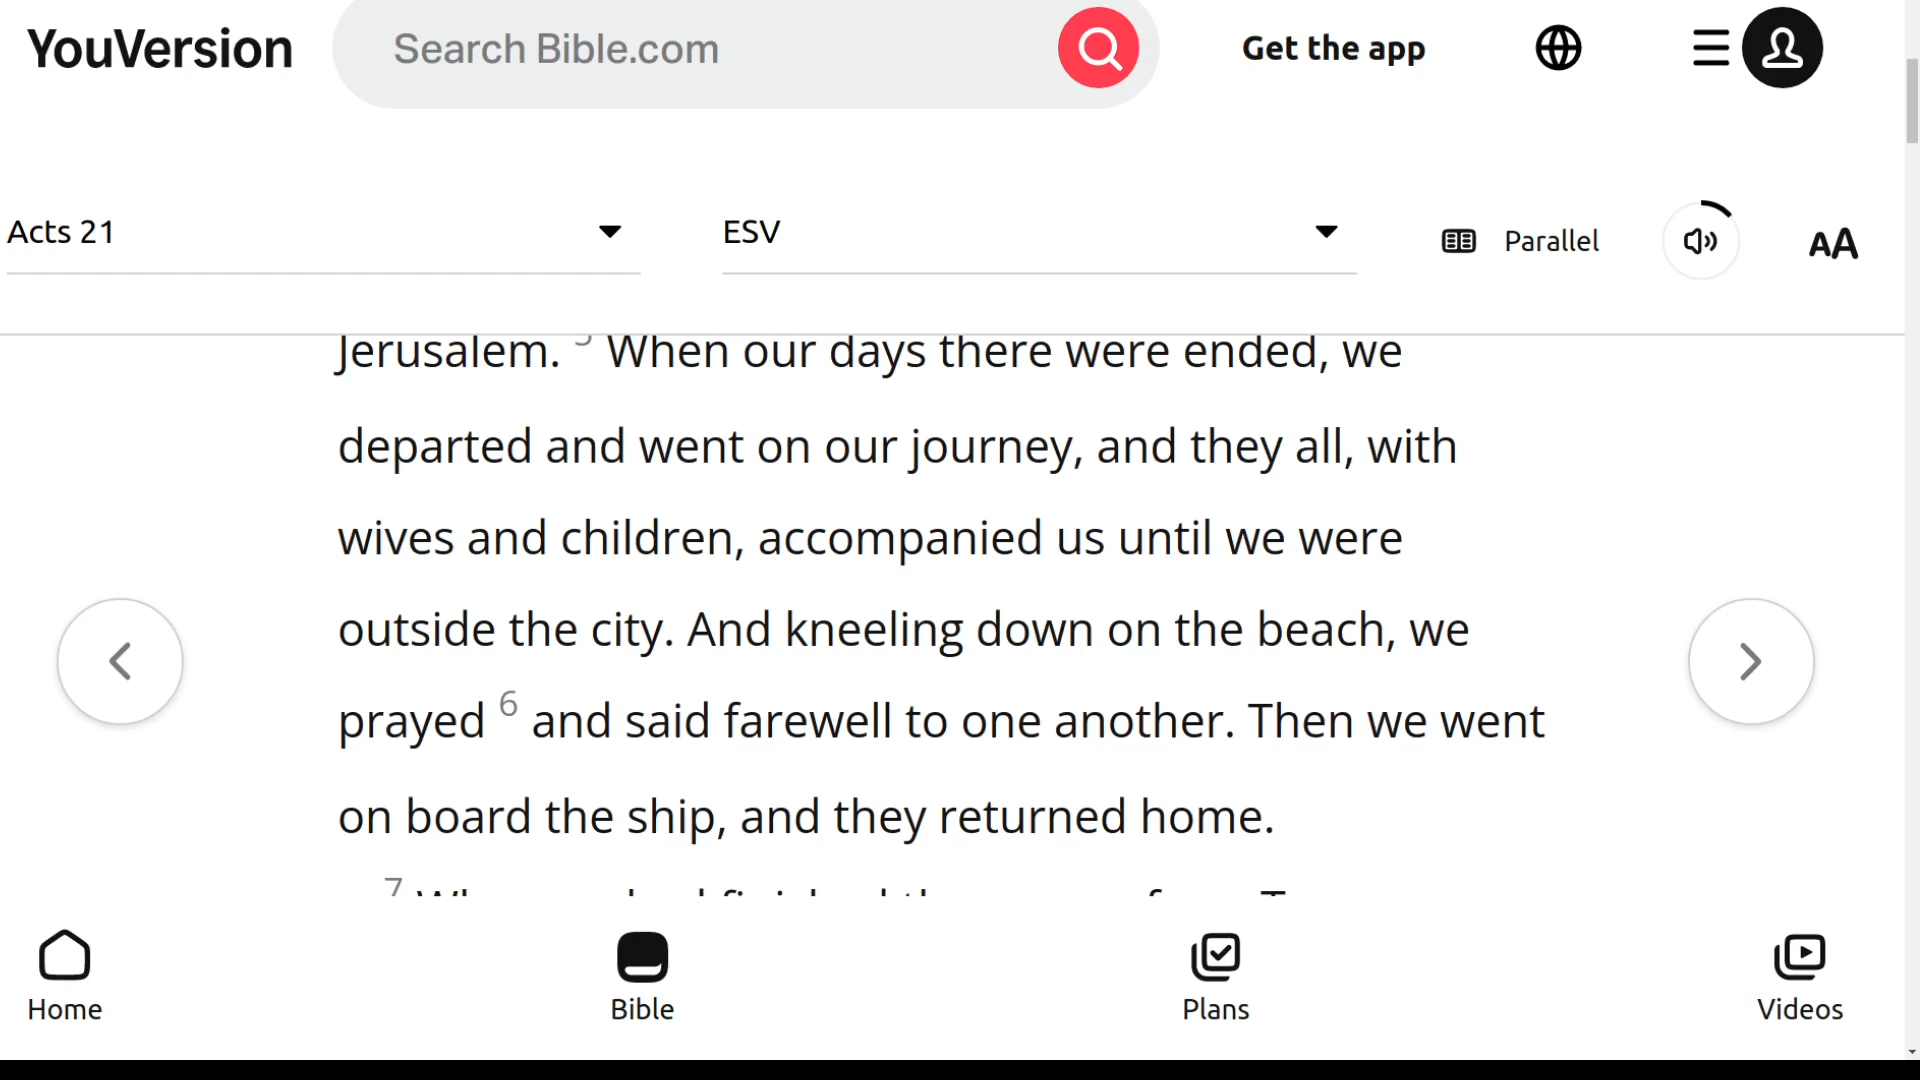 YouVersion
Search Bible.com
Get the app
Acts 21
ESV
Parallel
AA
Jerusalem. 5 When our days there were ended, we
departed and went on our journey, and they all, with
wives and children, accompanied us until we were
outside the city. And kneeling down on the beach, we
prayed 6 and said farewell to one another. Then we went
on board the ship, and they returned home.
7
Home
Bible
Plans
Videos